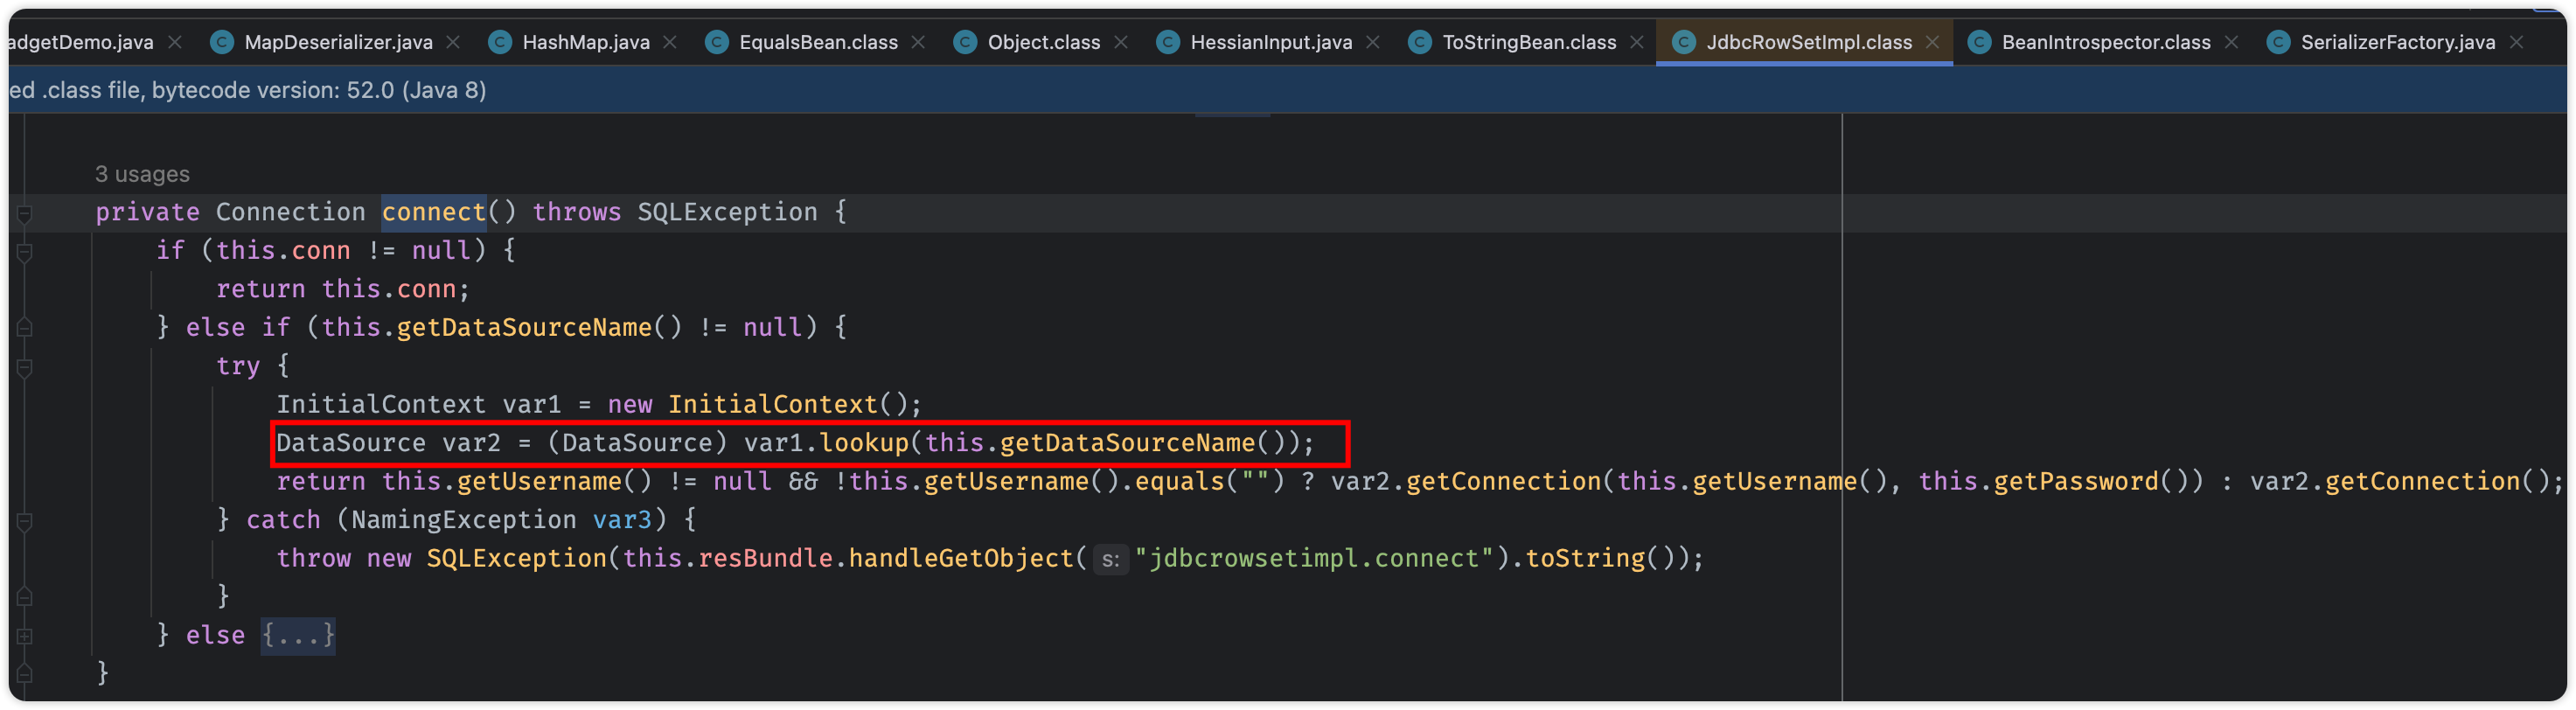 adgetDemo.java MapDeserializer.java HashMap.java EqualsBean.class Object.class HessianInput.java ToStringBean.class JdbcRowSetImpl.class BeanIntrospector.class SerializerFactory.java
ed .class file, bytecode version: 52.0 (Java 8)
3 usages
private Connection connect() throws SQLException {
if (this.conn != null) {
return this.conn;
} else if (this.getDataSourceName() != null) {
try {
InitialContext var1 = new InitialContext();
DataSource var2 = (DataSource) var1.lookup(this.getDataSourceName());
return this.getUsername() != null && !this.getUsername().equals("") ? var2.getConnection(this.getUsername(), this.getPassword()) : var2.getConnection();
} catch (NamingException var3) {
throw new SQLException(this.resBundle.handleGetObject( s: "jdbcrowsetimpl.connect").toString());
}
} else {...}
}